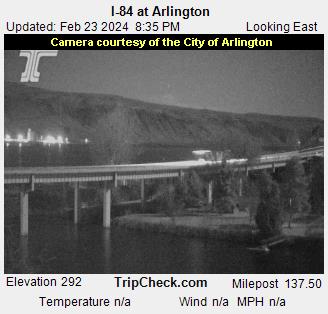 I-84 at Arlington
Updated: Feb 23 2024 8:35 PM Looking East
Camera courtesy of the City of Arlington
Elevation 292 TripCheck.com Milepost 137.50
Temperature n/a Wind n/a MPH n/a